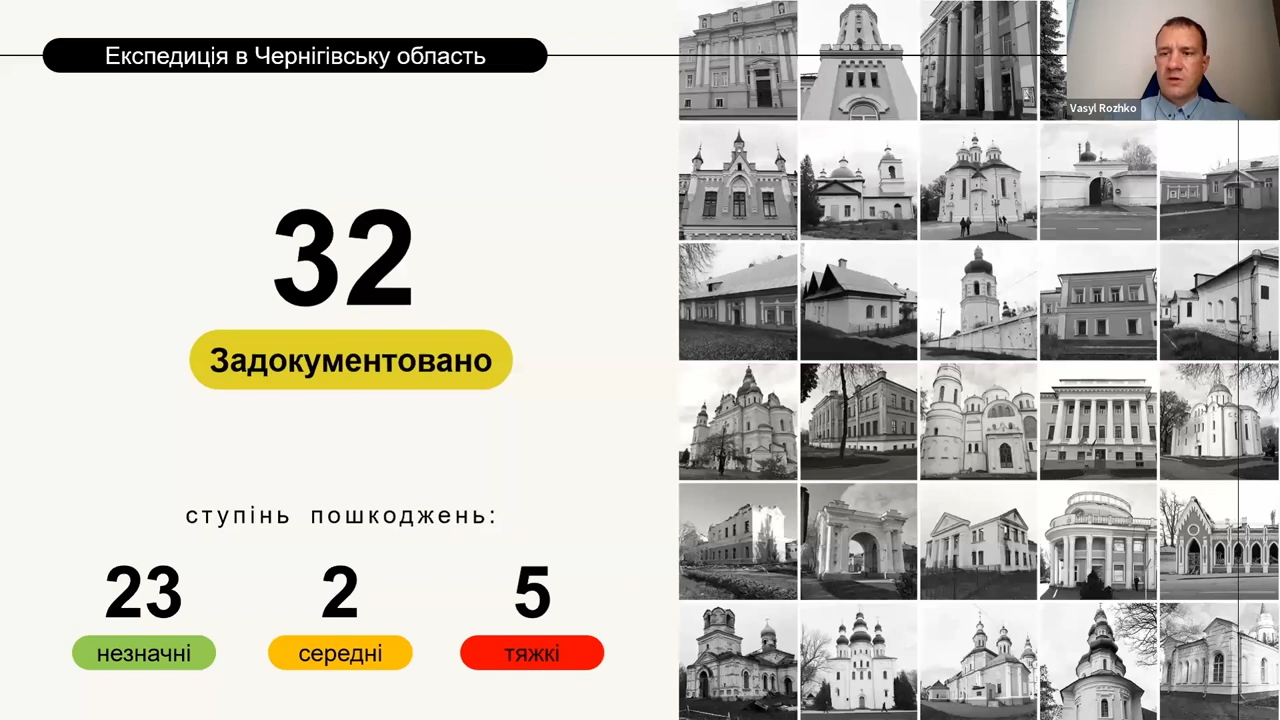 Експедиція в Чернігівську область
Vasyl Rozhko
32
Задокументовано
ступінь пошкоджень:
23
2
5
незначні
середні
тяжкі